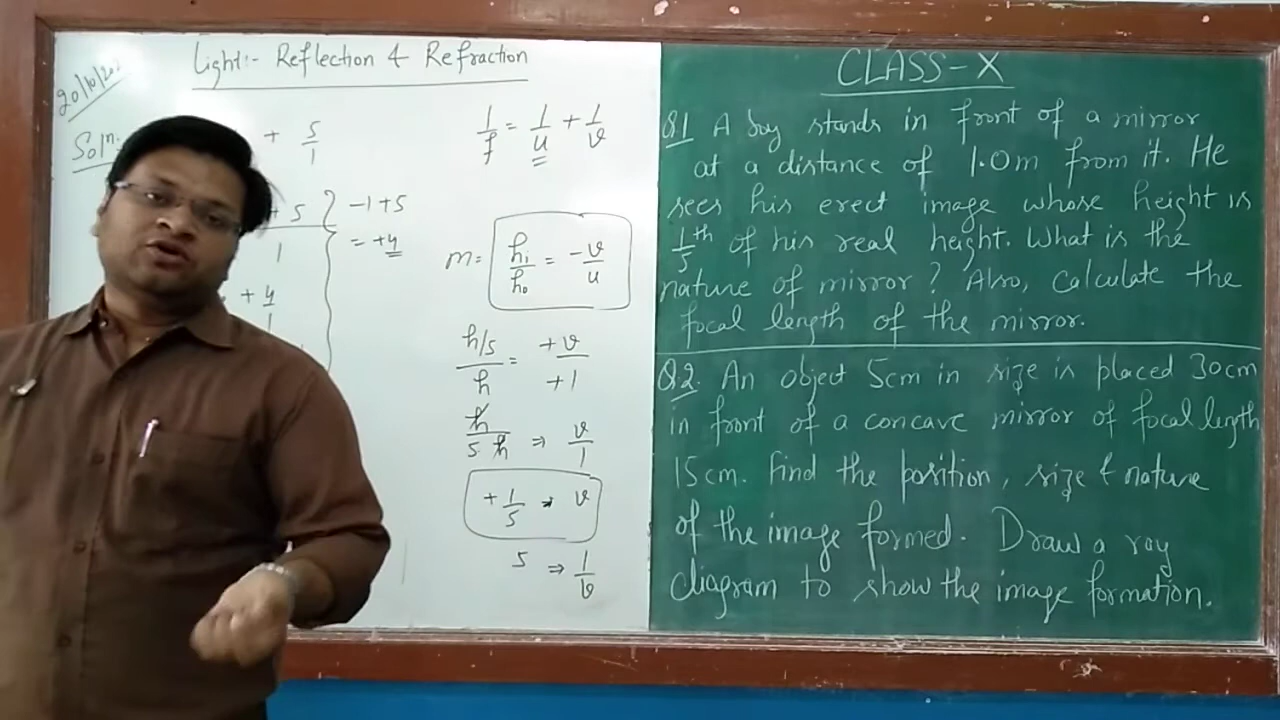 Light:- Reflection & Refraction
20/10/202
Solⁿ:
+ 5/1
+ 5 / 1
-1+5
= +4
+ 4/1
1/f = 1/u + 1/v
m = hi/ho = -v/u
h/5 / h = +v / +1
h / 5 h ⇒ v/1
+ 1/5 = v
5 ⇒ 1/v
CLASS-X
Q.1 A boy stands in front of a mirror
at a distance of 1.0m from it. He
sees his erect image whose height is
1/5th of his real height. What is the
nature of mirror? Also, Calculate the
focal length of the mirror.
Q.2. An object 5cm in size is placed 30cm
in front of a concave mirror of focal length
15cm. Find the position, size & nature
of the image formed. Draw a ray
diagram to show the image formation.